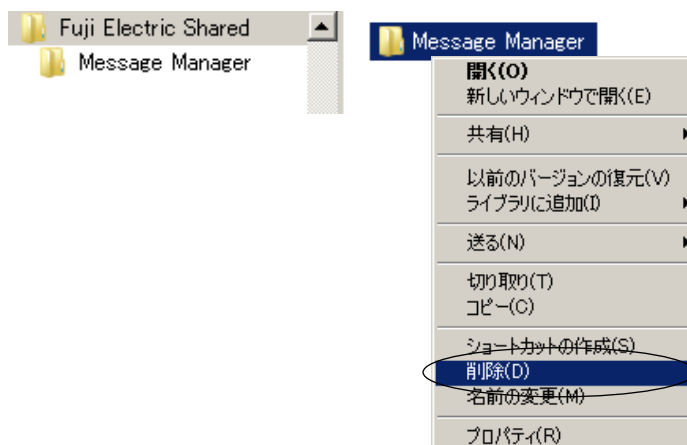 Fuji Electric Shared
Message Manager
Message Manager
開く(O)
新しいウィンドウで開く(E)
共有(H)
以前のバージョンの復元(V)
ライブラリに追加(I)
送る(N)
切り取り(T)
コピー(C)
ショートカットの作成(S)
削除(D)
名前の変更(M)
プロパティ(R)